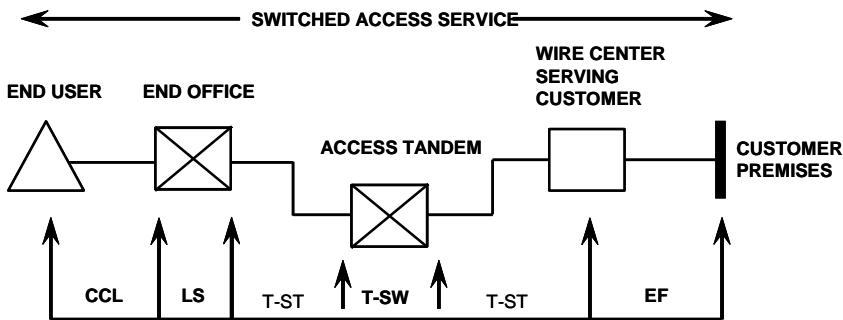 SWITCHED ACCESS SERVICE
WIRE CENTER
SERVING
CUSTOMER
END USER
END OFFICE
ACCESS TANDEM
CUSTOMER
PREMISES
CCL
LS
T-ST
T-SW
T-ST
EF